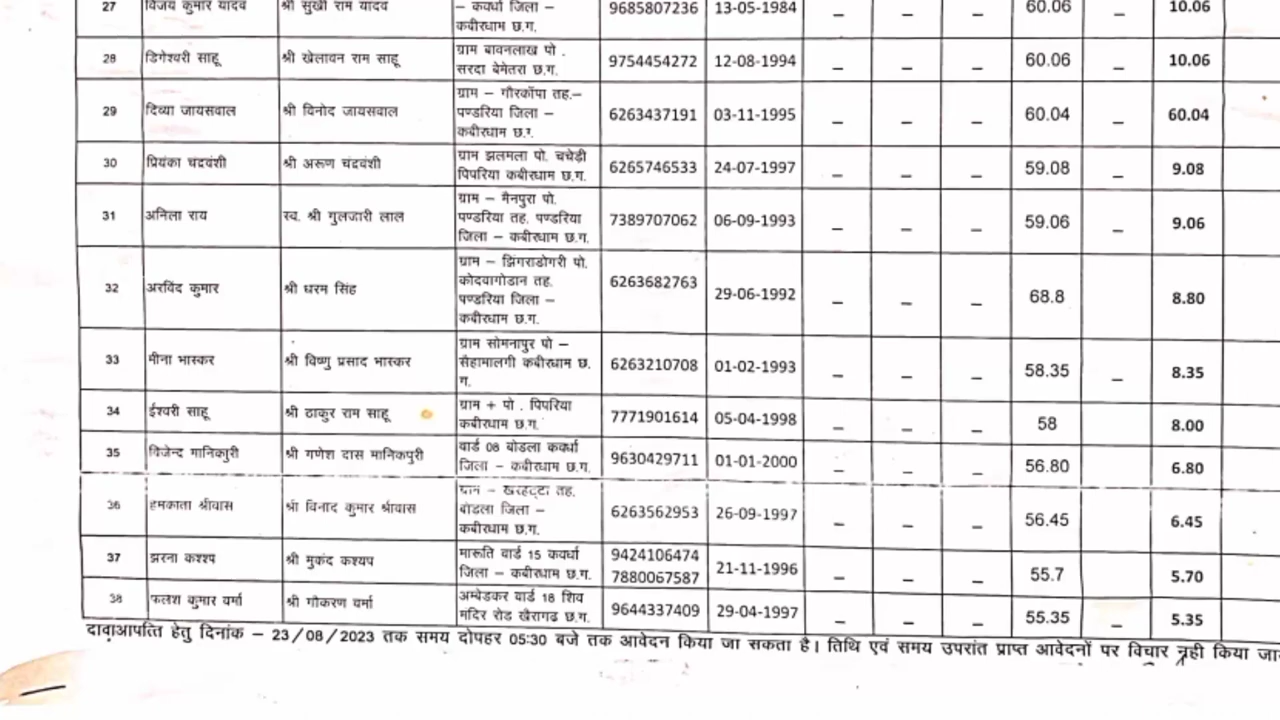 27 विजय कुमार यादव श्री सुखी राम यादव – कवर्धा जिला – कबीरधाम छ.ग. 9685807236 13-05-1984 – – – 60.06 – 10.06
28 डिगेश्वरी साहू श्री खेलावन राम साहू ग्राम बावनलाख पो . सरदा बेमेतरा छ.ग. 9754454272 12-08-1994 – – – 60.06 – 10.06
29 दिव्या जायसवाल श्री विनोद जायसवाल ग्राम – गौरकॉपा तह.– पण्डरिया जिला – कबीरधाम छ.ग. 6263437191 03-11-1995 – – – 60.04 – 60.04
30 प्रियंका चंद्रवंशी श्री अरूण चंद्रवंशी ग्राम झलमला पो. चचेड़ी पिपरिया कबीरधाम छ.ग. 6265746533 24-07-1997 – – – 59.08 – 9.08
31 अनिला राय स्व. श्री गुलजारी लाल ग्राम – मैनपुरा पो. पण्डरिया तह. पण्डरिया जिला – कबीरधाम छ.ग. 7389707062 06-09-1993 – – – 59.06 – 9.06
32 अरविंद कुमार श्री धरम सिंह ग्राम – झिंगराडोगरी पो. कोदवागोडान तह. पण्डरिया जिला – कबीरधाम छ.ग. 6263682763 29-06-1992 – – – 68.8 – 8.80
33 मीना भास्कर श्री विष्णु प्रसाद भास्कर ग्राम सोमनापुर पो – सैहामालगी कबीरधाम छ.ग. 6263210708 01-02-1993 – – – 58.35 – 8.35
34 ईश्वरी साहू श्री ठाकुर राम साहू ग्राम + पो . पिपरिया कबीरधाम छ.ग. 7771901614 05-04-1998 – – – 58 8.00
35 विजेन्द मानिकपुरी श्री गणेश दास मानिकपुरी वार्ड 08 बोडला कवर्धा जिला – कबीरधाम छ.ग. 9630429711 01-01-2000 – – – 56.80 6.80
36 हमकाता श्रीवास श्री विनाद कुमार श्रीवास ग्राम – खरहट्टा तह. बोडला जिला – कबीरधाम छ.ग. 6263562953 26-09-1997 – – – 56.45 6.45
37 झरना कश्यप श्री मुकंद कश्यप मारूति वार्ड 15 कवर्धा जिला – कबीरधाम छ.ग. 9424106474 7880067587 21-11-1996 – – – 55.7 5.70
38 फलेश कुमार वर्मा श्री गौकरण वर्मा अम्बेडकर वार्ड 18 शिव मंदिर रोड खैरागढ छ.ग. 9644337409 29-04-1997 – – – 55.35 – 5.35
दावाआपत्ति हेतु दिनांक – 23/08/2023 तक समय दोपहर 05:30 बजे तक आवेदन किया जा सकता है। तिथि एवं समय उपरांत प्राप्त आवेदनों पर विचार नही किया